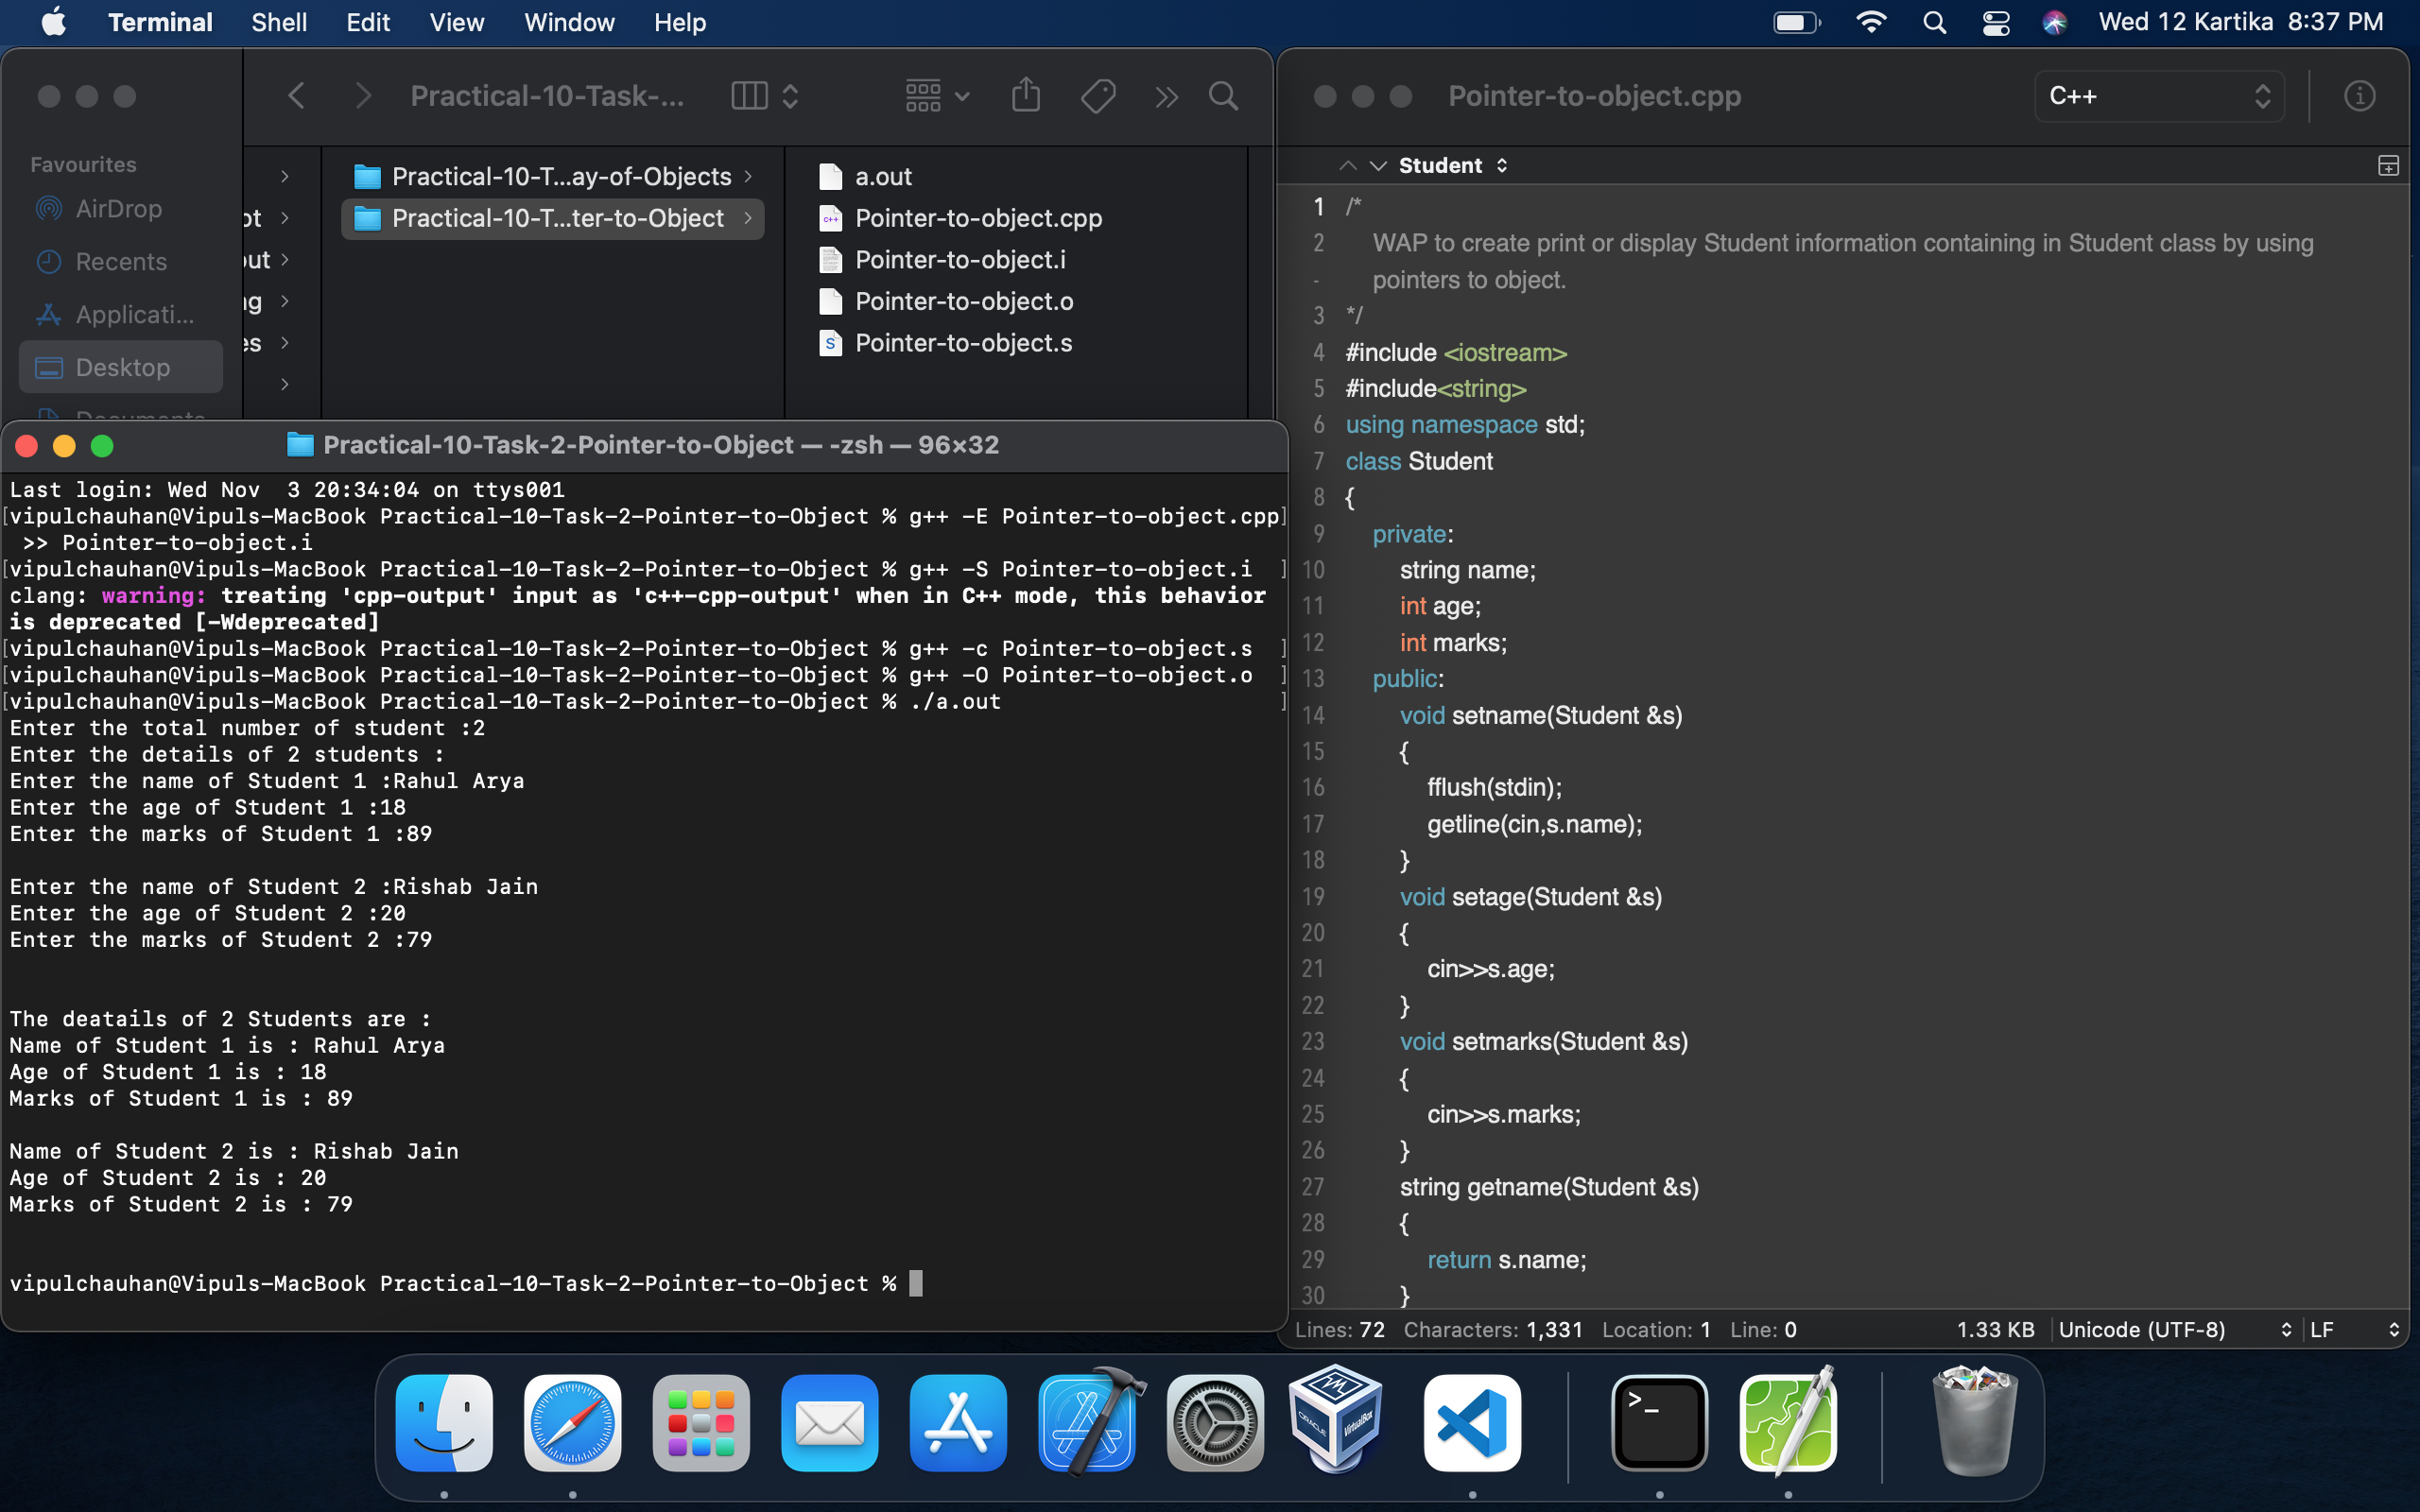 Terminal Shell Edit View Window Help Wed 12 Kartika 8:37 PM
Practical-10-Task-...
Favourites
AirDrop
Recents
Applicati...
Desktop
ot
ut
ng
es
Practical-10-T...ay-of-Objects
Practical-10-T...ter-to-Object
a.out
Pointer-to-object.cpp
Pointer-to-object.i
Pointer-to-object.o
Pointer-to-object.s
Practical-10-Task-2-Pointer-to-Object — -zsh — 96×32
Last login: Wed Nov  3 20:34:04 on ttys001
[vipulchauhan@Vipuls-MacBook Practical-10-Task-2-Pointer-to-Object % g++ -E Pointer-to-object.cpp]
 >> Pointer-to-object.i
[vipulchauhan@Vipuls-MacBook Practical-10-Task-2-Pointer-to-Object % g++ -S Pointer-to-object.i ]
clang: warning: treating 'cpp-output' input as 'c++-cpp-output' when in C++ mode, this behavior
is deprecated [-Wdeprecated]
[vipulchauhan@Vipuls-MacBook Practical-10-Task-2-Pointer-to-Object % g++ -c Pointer-to-object.s ]
[vipulchauhan@Vipuls-MacBook Practical-10-Task-2-Pointer-to-Object % g++ -O Pointer-to-object.o ]
[vipulchauhan@Vipuls-MacBook Practical-10-Task-2-Pointer-to-Object % ./a.out ]
Enter the total number of student :2
Enter the details of 2 students :
Enter the name of Student 1 :Rahul Arya
Enter the age of Student 1 :18
Enter the marks of Student 1 :89
Enter the name of Student 2 :Rishab Jain
Enter the age of Student 2 :20
Enter the marks of Student 2 :79
The deatails of 2 Students are :
Name of Student 1 is : Rahul Arya
Age of Student 1 is : 18
Marks of Student 1 is : 89
Name of Student 2 is : Rishab Jain
Age of Student 2 is : 20
Marks of Student 2 is : 79
vipulchauhan@Vipuls-MacBook Practical-10-Task-2-Pointer-to-Object %
Pointer-to-object.cpp C++
Student
1 /*
2 WAP to create print or display Student information containing in Student class by using
- pointers to object.
3 */
4 #include <iostream>
5 #include<string>
6 using namespace std;
7 class Student
8 {
9 private:
10 string name;
11 int age;
12 int marks;
13 public:
14 void setname(Student &s)
15 {
16 fflush(stdin);
17 getline(cin,s.name);
18 }
19 void setage(Student &s)
20 {
21 cin>>s.age;
22 }
23 void setmarks(Student &s)
24 {
25 cin>>s.marks;
26 }
27 string getname(Student &s)
28 {
29 return s.name;
30 }
Lines: 72 Characters: 1,331 Location: 1 Line: 0 1.33 KB Unicode (UTF-8) LF